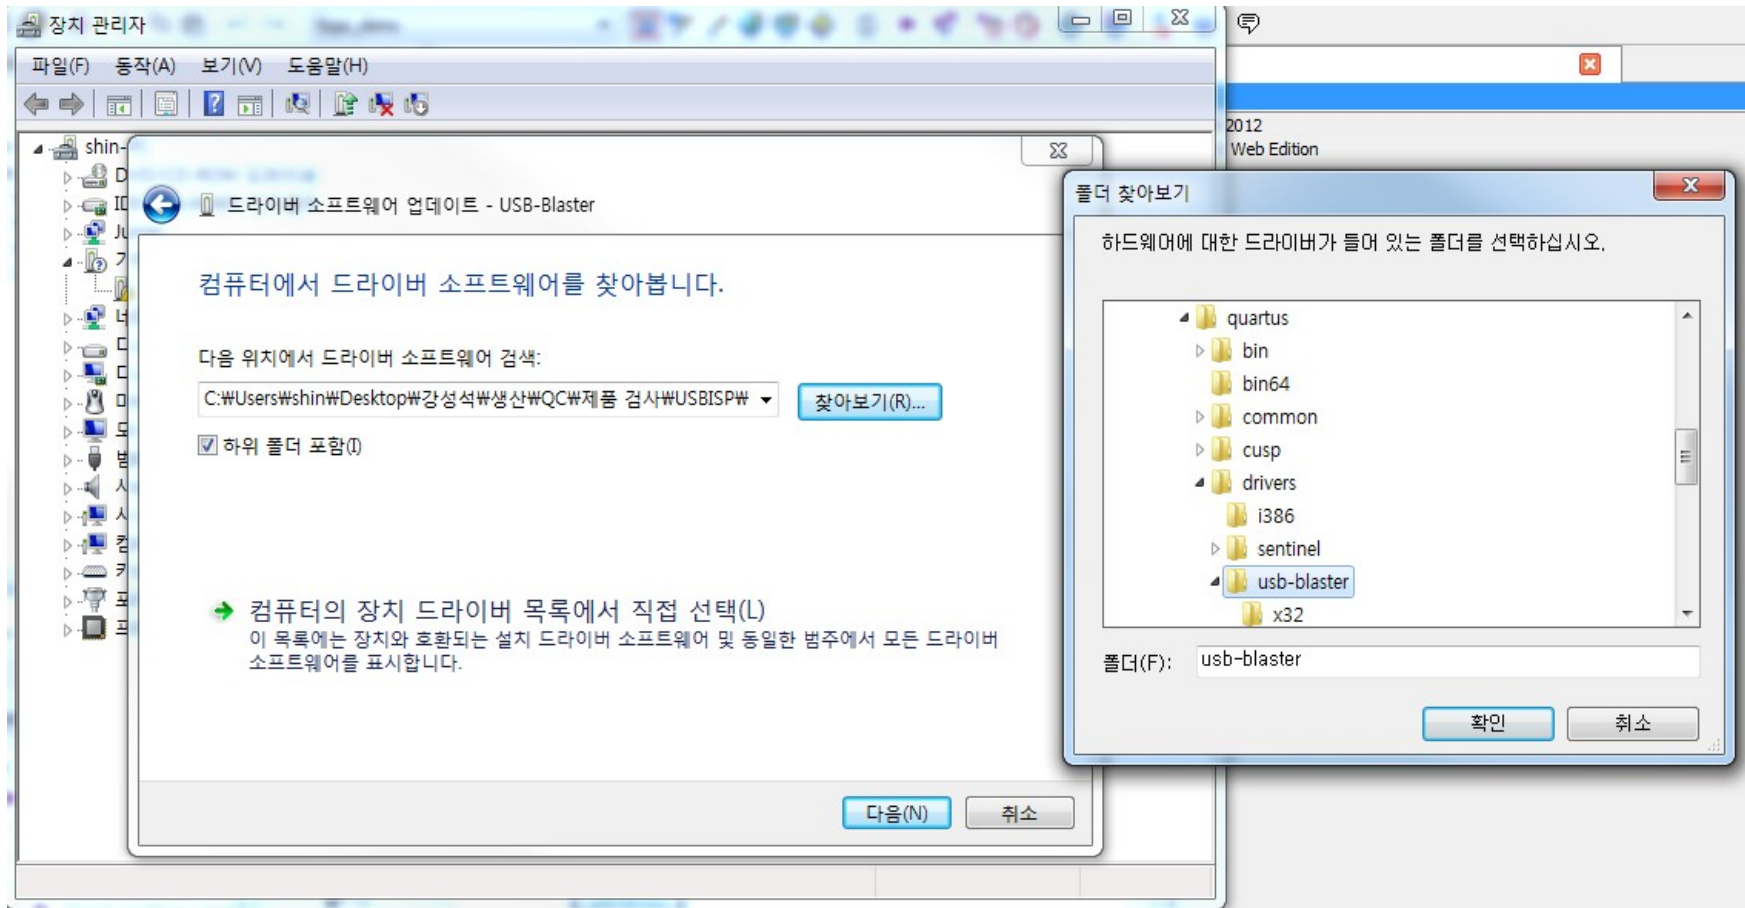 장치 관리자
파일(F) 동작(A) 보기(V) 도움말(H)
shin-
드라이버 소프트웨어 업데이트 - USB-Blaster
컴퓨터에서 드라이버 소프트웨어를 찾아봅니다.
다음 위치에서 드라이버 소프트웨어 검색:
C:₩Users₩shin₩Desktop₩강성석₩생산₩QC₩제품 검사₩USBISP₩
찾아보기(R)...
하위 폴더 포함(I)
컴퓨터의 장치 드라이버 목록에서 직접 선택(L)
이 목록에는 장치와 호환되는 설치 드라이버 소프트웨어 및 동일한 범주에서 모든 드라이버
소프트웨어를 표시합니다.
다음(N) 취소
2012
Web Edition
폴더 찾아보기
하드웨어에 대한 드라이버가 들어 있는 폴더를 선택하십시오.
quartus
bin
bin64
common
cusp
drivers
i386
sentinel
usb-blaster
x32
폴더(F): usb-blaster
확인 취소